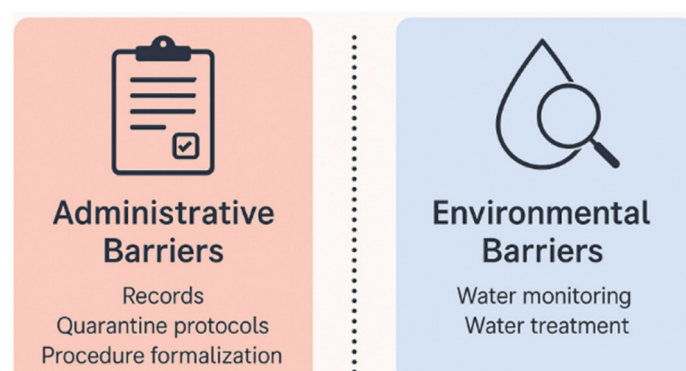 Administrative
Barriers
Records
Quarantine protocols
Procedure formalization
Environmental
Barriers
Water monitoring
Water treatment